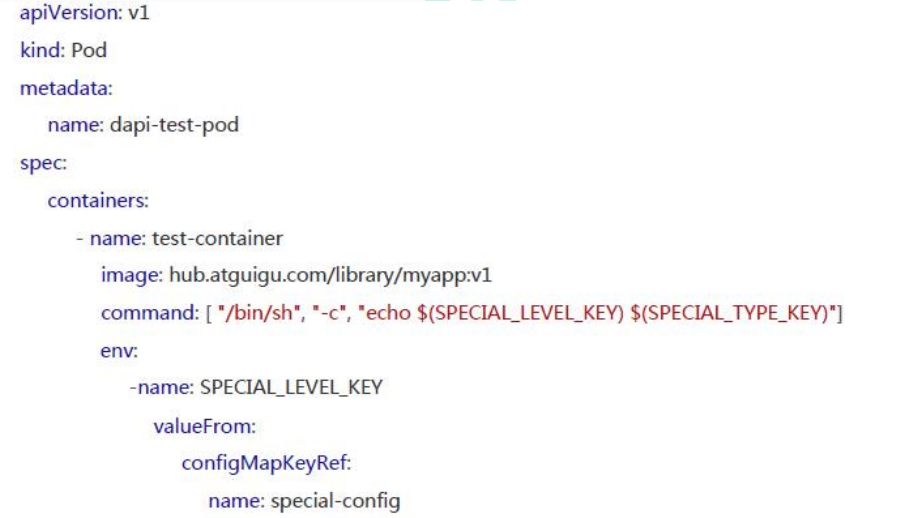 apiVersion: v1
kind: Pod
metadata:
name: dapi-test-pod
spec:
containers:
- name: test-container
image: hub.atguigu.com/library/myapp:v1
command: [ "/bin/sh", "-c", "echo $(SPECIAL_LEVEL_KEY) $(SPECIAL_TYPE_KEY)"]
env:
-name: SPECIAL_LEVEL_KEY
valueFrom:
configMapKeyRef:
name: special-config